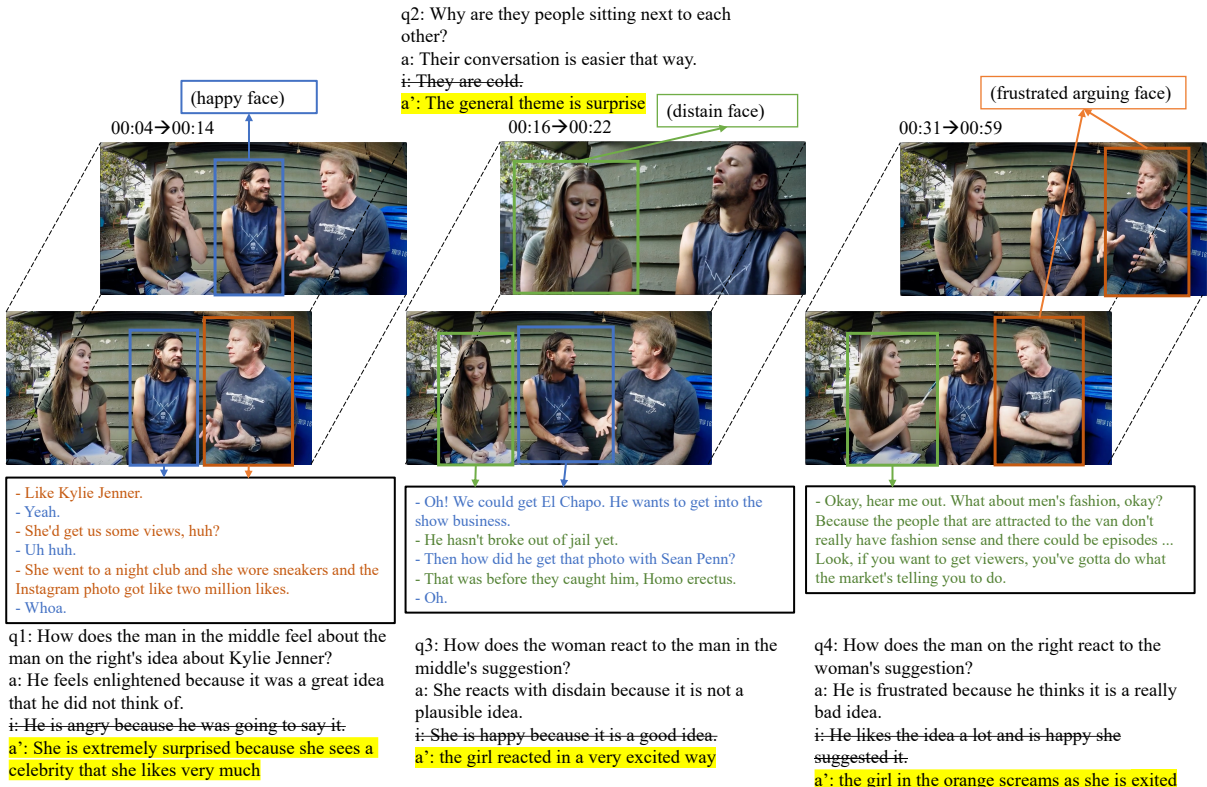 q2: Why are they people sitting next to each
other?
a: Their conversation is easier that way.
i: They are cold.
a’: The general theme is surprise
(happy face)
(distain face)
(frustrated arguing face)
00:04→00:14
00:16→00:22
00:31→00:59
- Like Kylie Jenner.
- Yeah.
- She'd get us some views, huh?
- Uh huh.
- She went to a night club and she wore sneakers and the
Instagram photo got like two million likes.
- Whoa.
q1: How does the man in the middle feel about the
man on the right's idea about Kylie Jenner?
a: He feels enlightened because it was a great idea
that he did not think of.
i: He is angry because he was going to say it.
a’: She is extremely surprised because she sees a
celebrity that she likes very much
- Oh! We could get El Chapo. He wants to get into the
show business.
- He hasn't broke out of jail yet.
- Then how did he get that photo with Sean Penn?
- That was before they caught him, Homo erectus.
- Oh.
q3: How does the woman react to the man in the
middle's suggestion?
a: She reacts with disdain because it is not a
plausible idea.
i: She is happy because it is a good idea.
a’: the girl reacted in a very excited way
- Okay, hear me out. What about men's fashion, okay?
Because the people that are attracted to the van don't
really have fashion sense and there could be episodes ...
Look, if you want to get viewers, you've gotta do what
the market's telling you to do.
q4: How does the man on the right react to the
woman's suggestion?
a: He is frustrated because he thinks it is a really
bad idea.
i: He likes the idea a lot and is happy she
suggested it.
a’: the girl in the orange screams as she is exited